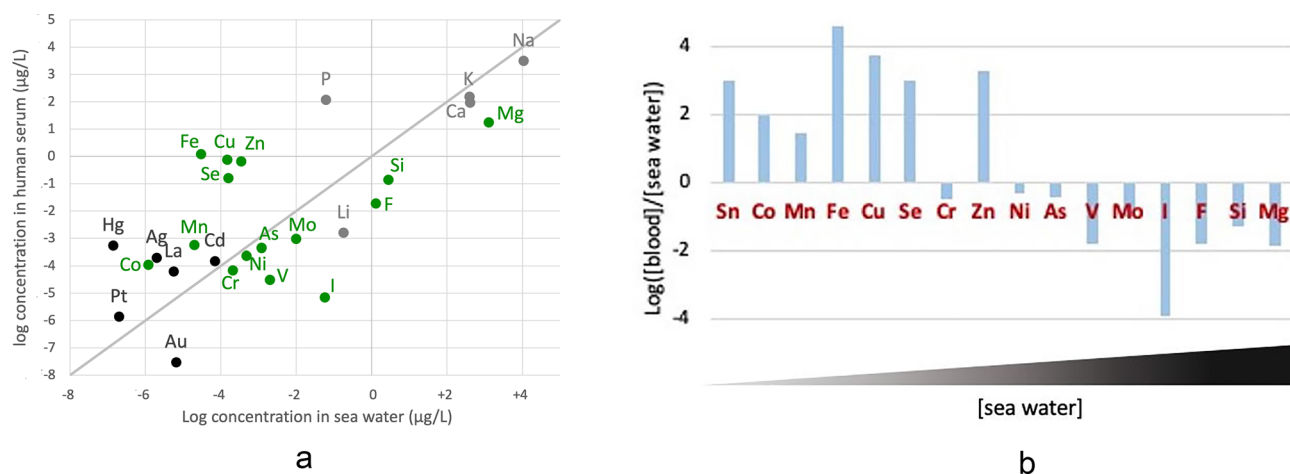 log concentration in human serum (µg/L)
5
4
3
2
1
0
-1
-2
-3
-4
-5
-6
-7
-8
Na
P
K
Ca
Mg
Fe Cu Zn
Se
Si
F
Li
Hg
Ag
La
Mn
Cd
As
Mo
Co
Cr
Ni
V
I
Pt
Au
-8 -6 -4 -2 0 +2 +4
Log concentration in sea water (µg/L)
a
Log([blood]/[sea water])
4
2
0
-2
-4
Sn Co Mn Fe Cu Se Cr Zn Ni As V Mo I F Si Mg
[sea water]
b